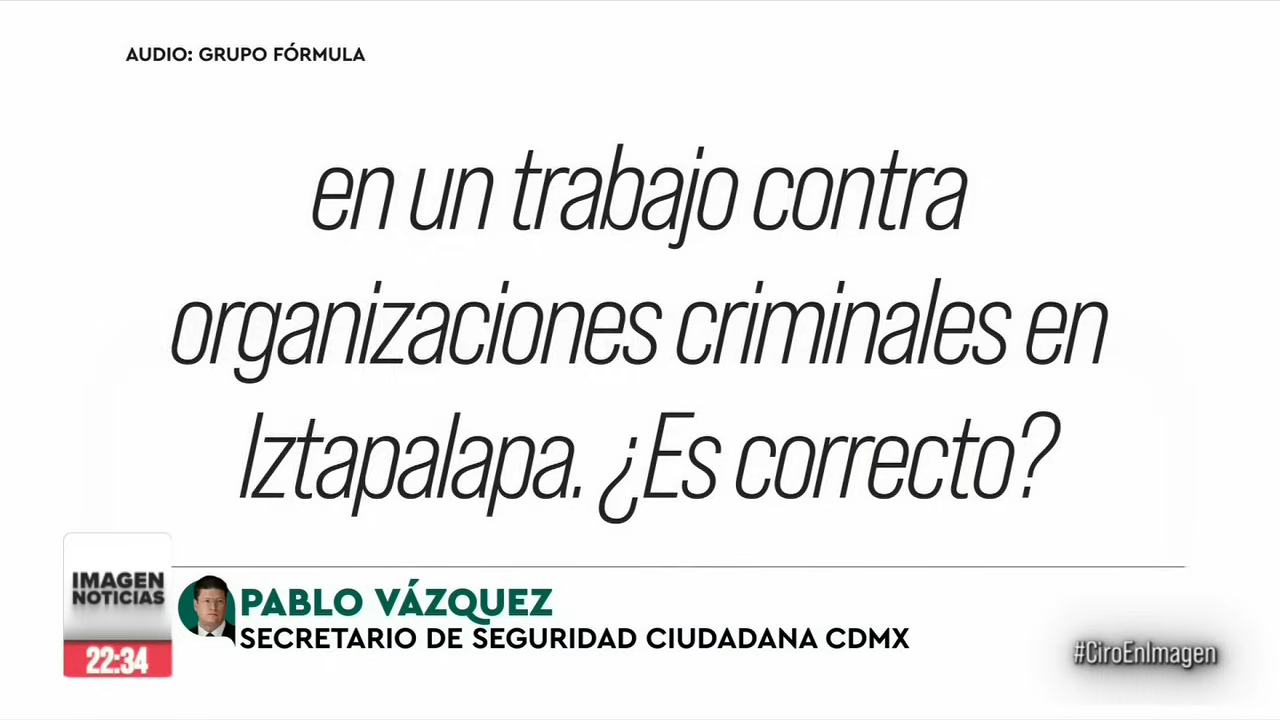 AUDIO: GRUPO FÓRMULA
en un trabajo contra
organizaciones criminales en
Iztapalapa. ¿Es correcto?
IMAGEN
NOTICIAS
22:34
PABLO VÁZQUEZ
SECRETARIO DE SEGURIDAD CIUDADANA CDMX
#CiroEnImagen